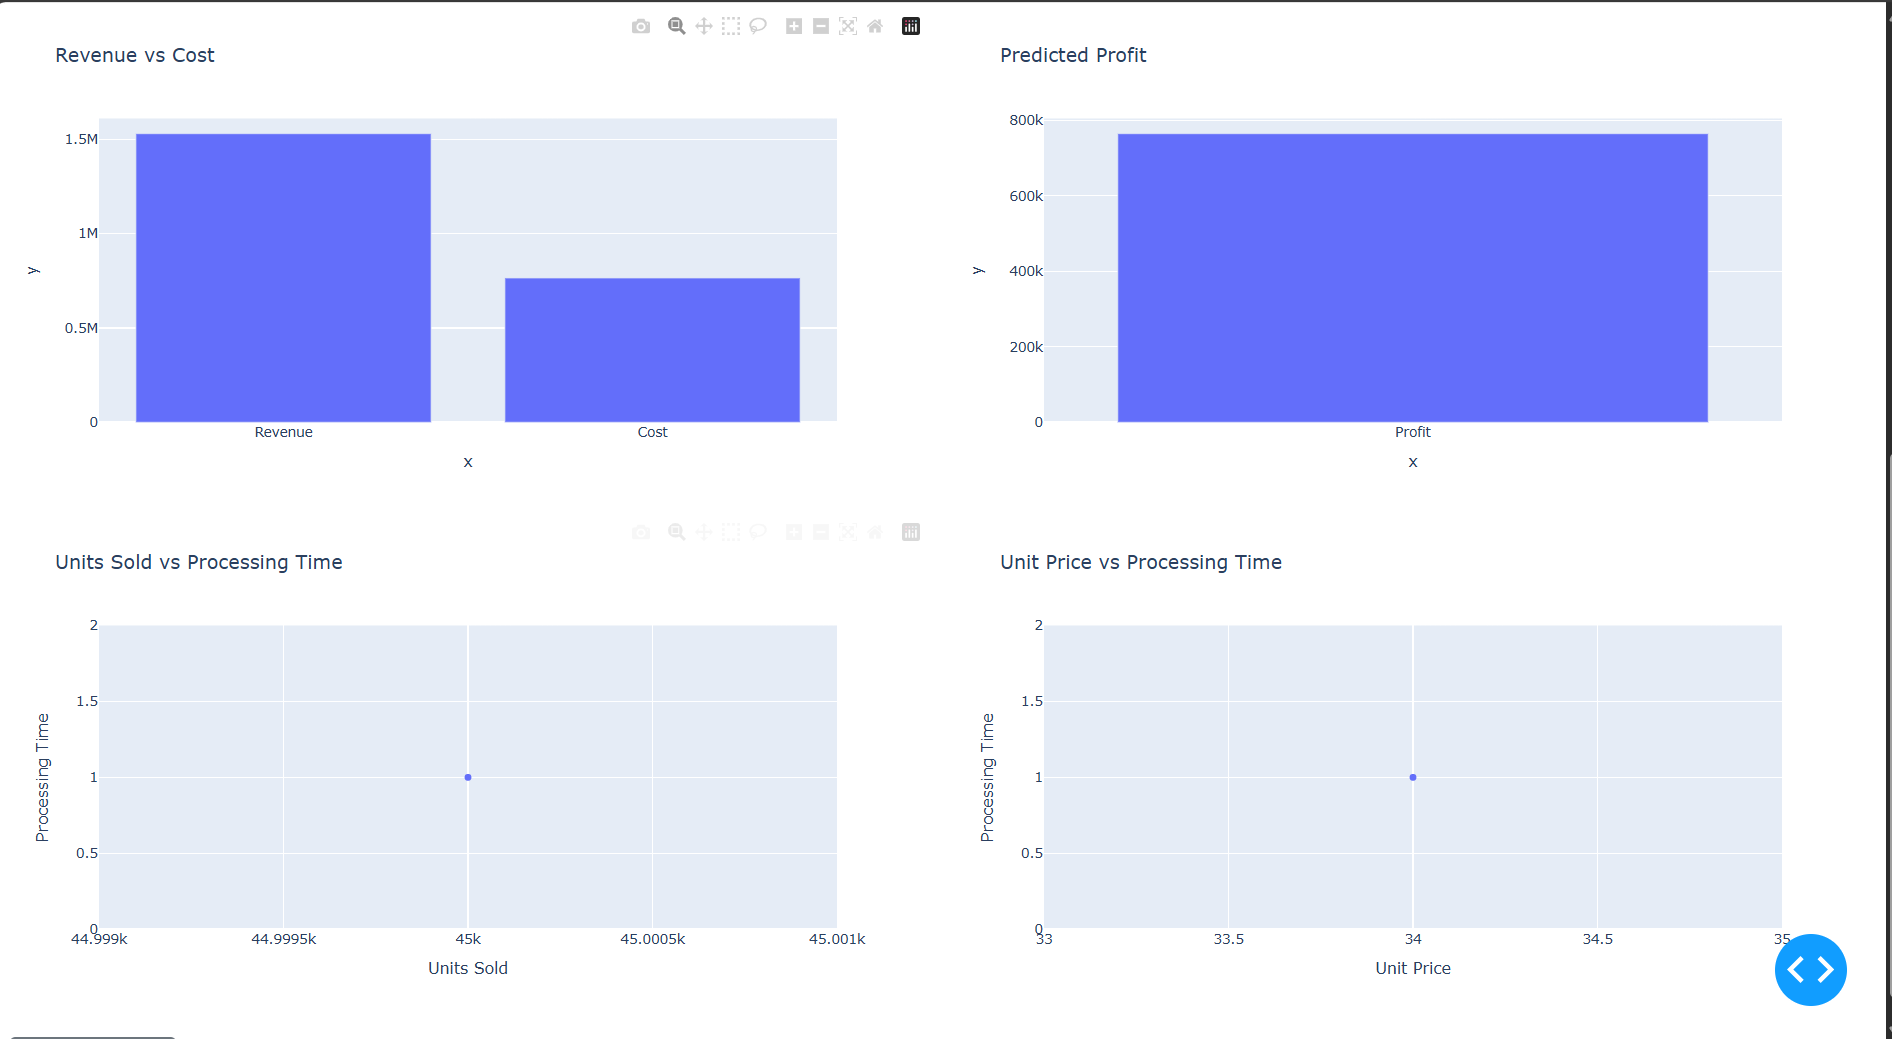 Revenue vs Cost
1.5M
1M
0.5M
0
y
Revenue
Cost
x
Predicted Profit
800k
600k
400k
200k
0
y
Profit
x
Units Sold vs Processing Time
2
1.5
1
0.5
0
Processing Time
44.999k
44.9995k
45k
45.0005k
45.001k
Units Sold
Unit Price vs Processing Time
2
1.5
1
0.5
0
Processing Time
33
33.5
34
34.5
35
Unit Price